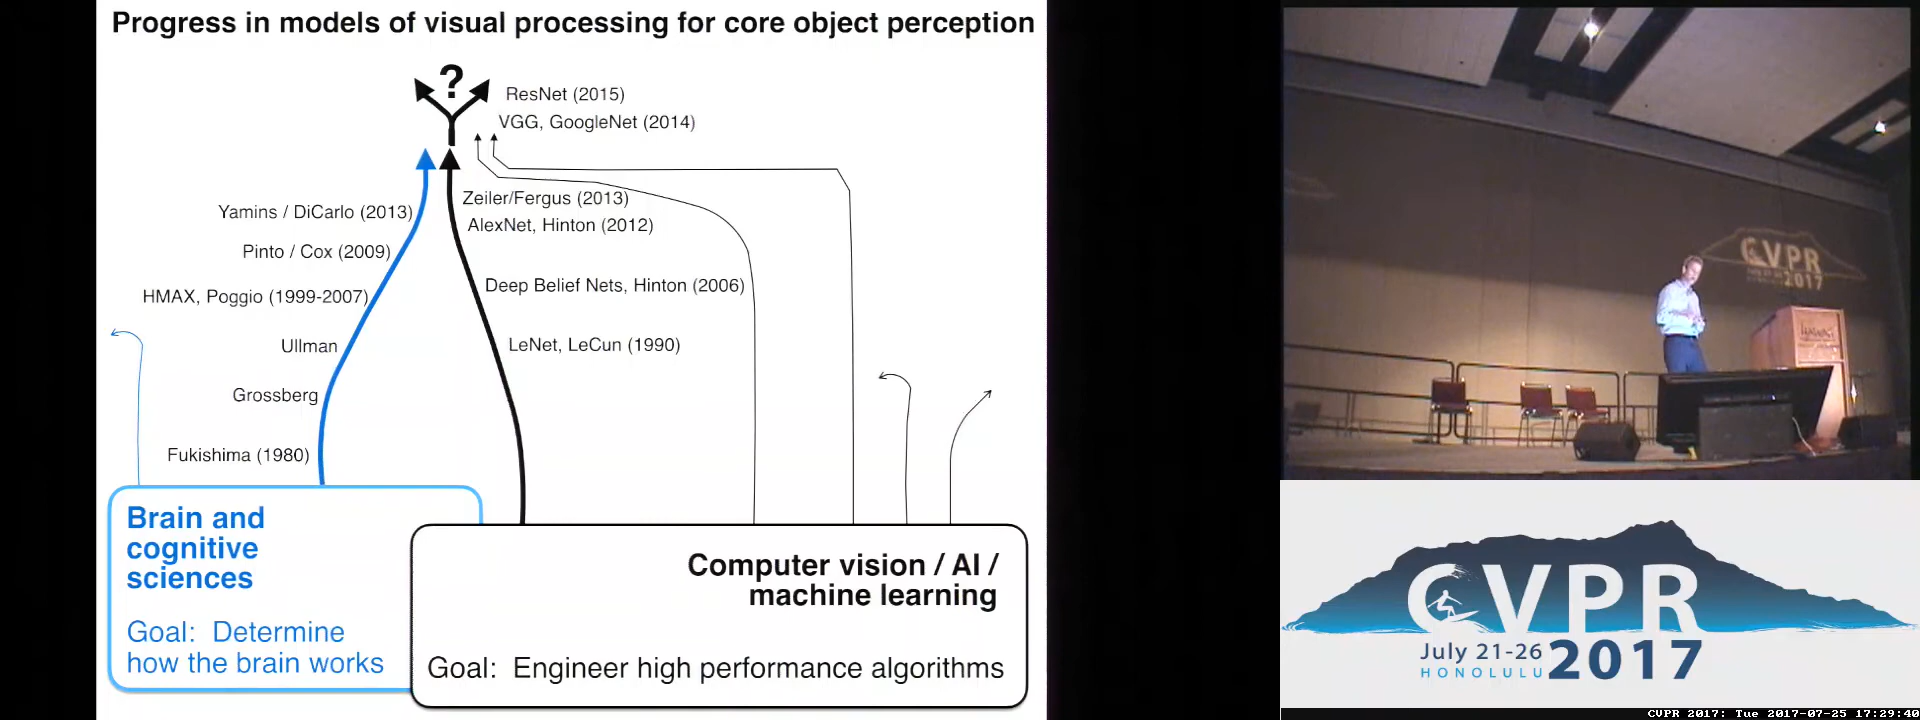 Progress in models of visual processing for core object perception
?
ResNet (2015)
VGG, GoogleNet (2014)
Zeiler/Fergus (2013)
Yamins / DiCarlo (2013)
AlexNet, Hinton (2012)
Pinto / Cox (2009)
Deep Belief Nets, Hinton (2006)
HMAX, Poggio (1999-2007)
Ullman
LeNet, LeCun (1990)
Grossberg
Fukishima (1980)
Brain and
cognitive
sciences
Goal: Determine
how the brain works
Computer vision / AI /
machine learning
Goal: Engineer high performance algorithms
CVPR
2017
CVPR
July 21-26
HONOLULU
2017
CVPR 2017: Tue 2017-07-25 17:29:40